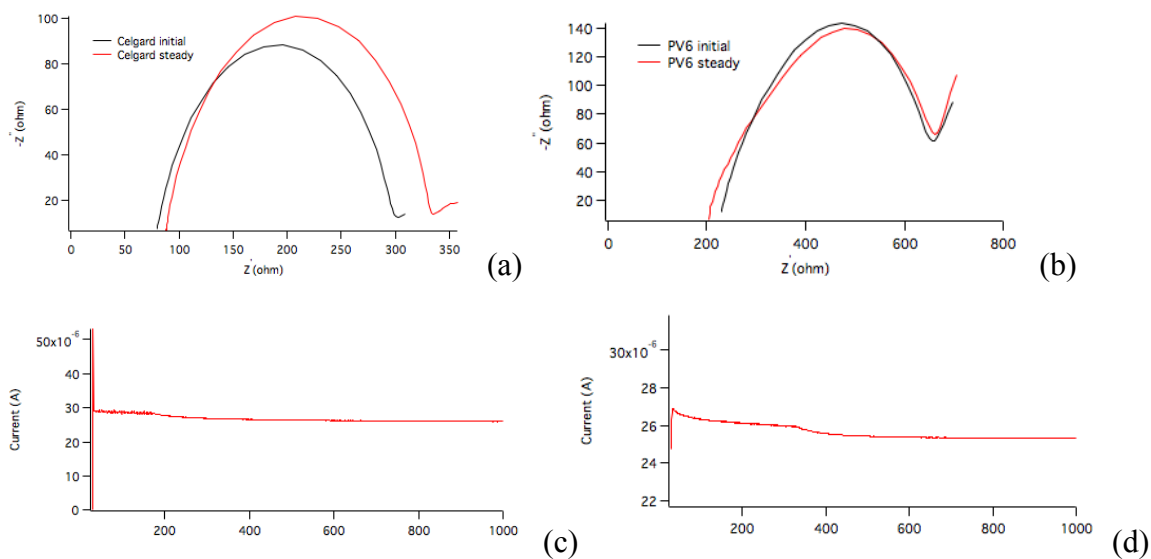 100
80
60
40
20
-Z" (ohm)
Celgard initial
Celgard steady
0 50 100 150 200 250 300 350
Z' (ohm)
(a)
140
120
100
80
60
40
20
-Z" (ohm)
PV6 initial
PV6 steady
0 200 400 600 800
Z' (ohm)
(b)
50x10-6
40
30
20
10
0
Current (A)
200 400 600 800 1000
(c)
30x10-6
28
26
24
22
Current (A)
200 400 600 800 1000
(d)